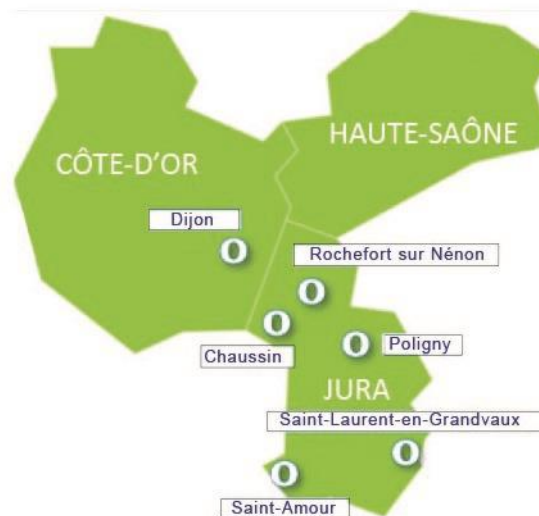 HAUTE-SAÔNE
CÔTE-D'OR
Dijon
Rochefort sur Nénon
Chaussin
Poligny
JURA
Saint-Laurent-en-Grandvaux
Saint-Amour